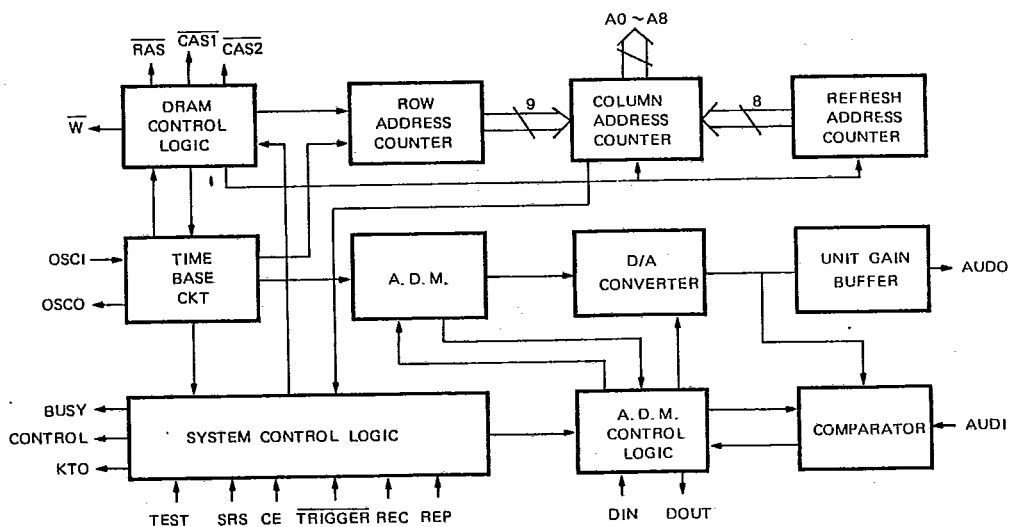 A0 ~ A8
RAS CAS1 CAS2
DRAM
CONTROL
LOGIC
W
ROW
ADDRESS
COUNTER
9
COLUMN
ADDRESS
COUNTER
8
REFRESH
ADDRESS
COUNTER
OSCI
OSCO
TIME
BASE
CKT
A. D. M.
D/A
CONVERTER
UNIT GAIN
BUFFER
AUDO
BUSY
CONTROL
KTO
SYSTEM CONTROL LOGIC
A. D. M.
CONTROL
LOGIC
COMPARATOR
AUDI
TEST SRS CE TRIGGER REC REP
DIN DOUT